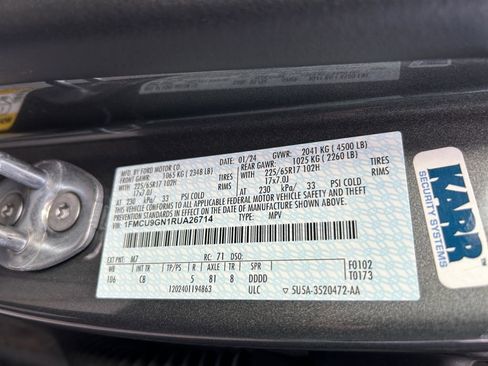 MFD. BY FORD MOTOR CO.
01/24 GVWR: 2041 KG ( 4500 LB)
FRONT GAWR: 1065 KG ( 2348 LB) REAR GAWR: 1025 KG ( 2260 LB)
225/65R17 102H TIRES 225/65R17 102H TIRES
17x7.0J RIMS 17x7.0J RIMS
AT 230 kPa/ 33 PSI COLD AT 230 kPa/ 33 PSI COLD
THIS VEHICLE CONFORMS TO ALL APPLICABLE FEDERAL MOTOR VEHICLE
SAFETY AND THEFT PREVENTION STANDARDS IN EFFECT ON THE DATE OF
MANUFACTURE SHOWN ABOVE.
VIN: 1FMCU9GN1RUA26714 TYPE: MPV
EXT PNT: M7 RC: 71 DSO: F0102
WB INT TR TP/PS R AXLE TR SPR T0173
106 CB 5 81 8 DDDD
1202401194863 ULC 5U5A-3520472-AA
KARR
SECURITY SYSTEMS